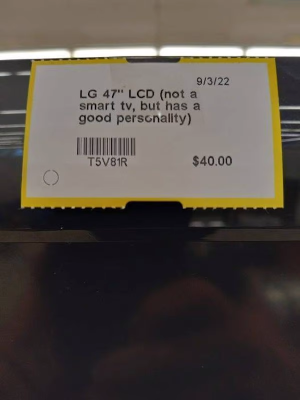 9/3/22
LG 47" LCD (not a
smart tv, but has a
good personality)
T5V81R
$40.00